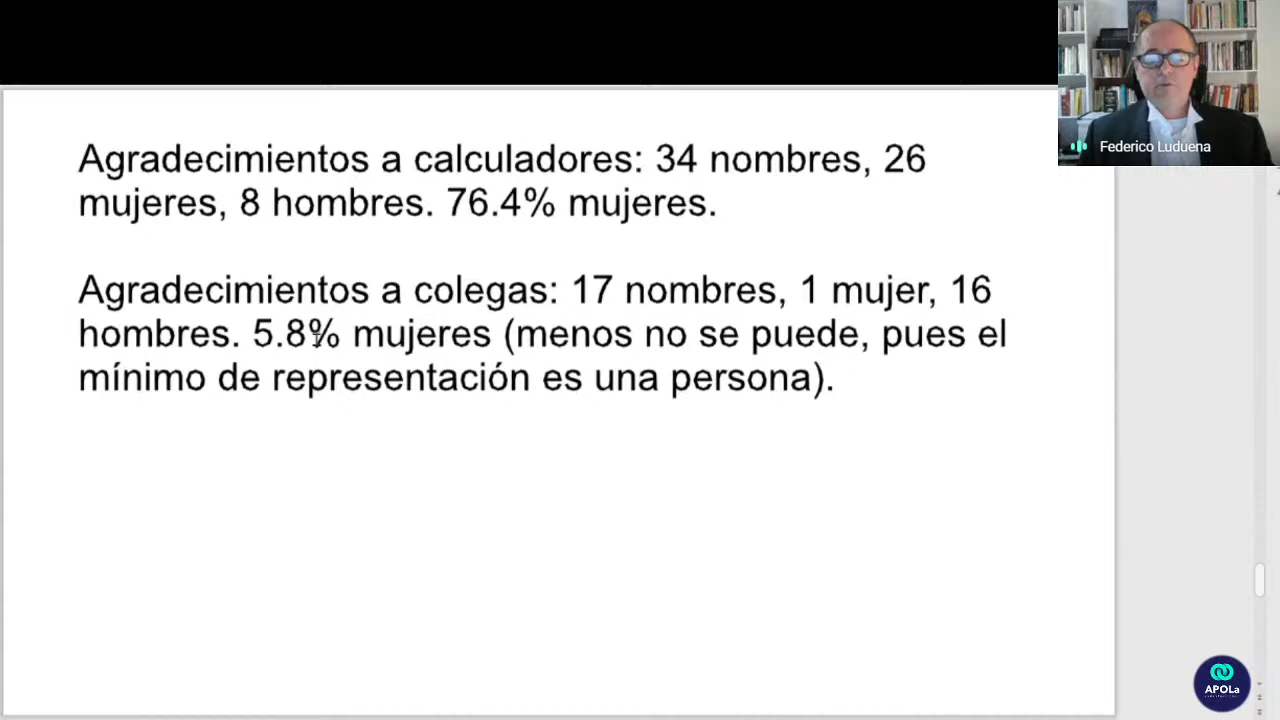 Agradecimientos a calculadores: 34 nombres, 26
mujeres, 8 hombres. 76.4% mujeres.
Agradecimientos a colegas: 17 nombres, 1 mujer, 16
hombres. 5.8% mujeres (menos no se puede, pues el
mínimo de representación es una persona).
Federico Luduena
APOLa